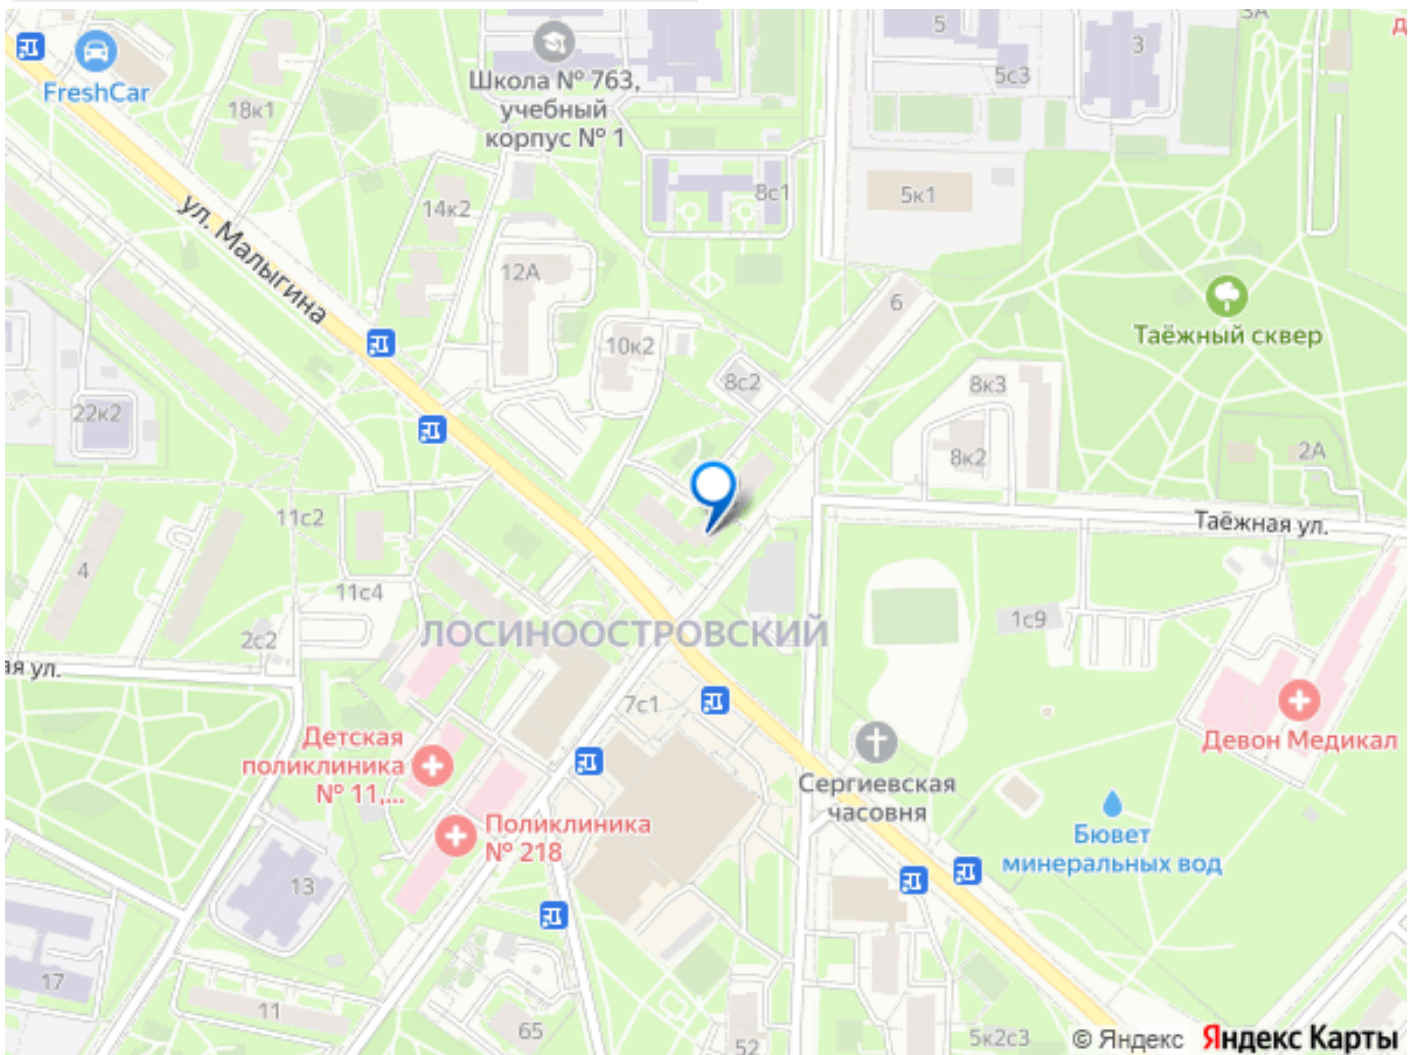 5
3А
3
5с3
FreshCar
Школа № 763,
учебный
корпус № 1
18к1
8с1
5к1
14к2
ул. Малыгина
12А
6
Таёжный сквер
10к2
8с2
8к3
22к2
8к2
2А
11с2
Таёжная ул.
4
11с4
1с9
ЛОСИНООСТРОВСКИЙ
2с2
ая ул.
7с1
Детская
поликлиника
№ 11,...
Девон Медикал
Сергиевская
часовня
Поликлиника
№ 218
Бювет
минеральных вод
13
17
11
65
52
5к2с3
© Яндекс Яндекс Карты